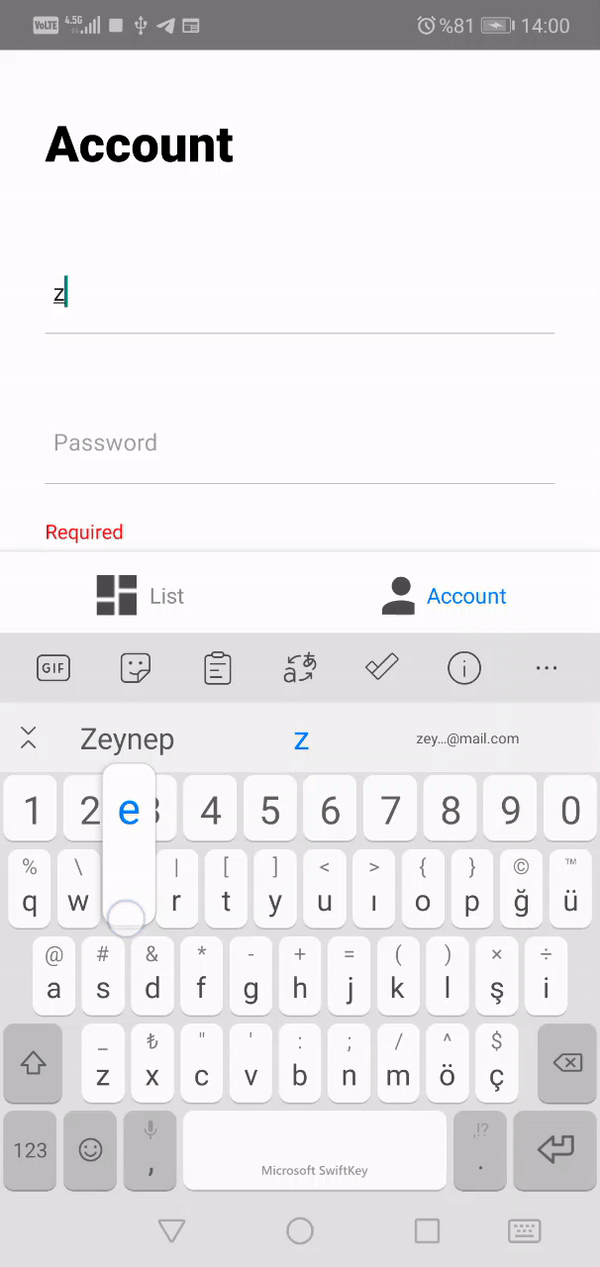 VoLTE 4.5G %81 14:00
Account
z
Password
Required
List Account
GIF
Zeynep z zey...@mail.com
1 2 e 3 4 5 6 7 8 9 0
% \ | [ ] < > { } © ™
q w r t y u ı o p ğ ü
@ # & * - + = ( ) × ÷
a s d f g h j k l ş i
_ ₺ " ' : ; / ^ $
z x c v b n m ö ç
,!?
123 , Microsoft SwiftKey .